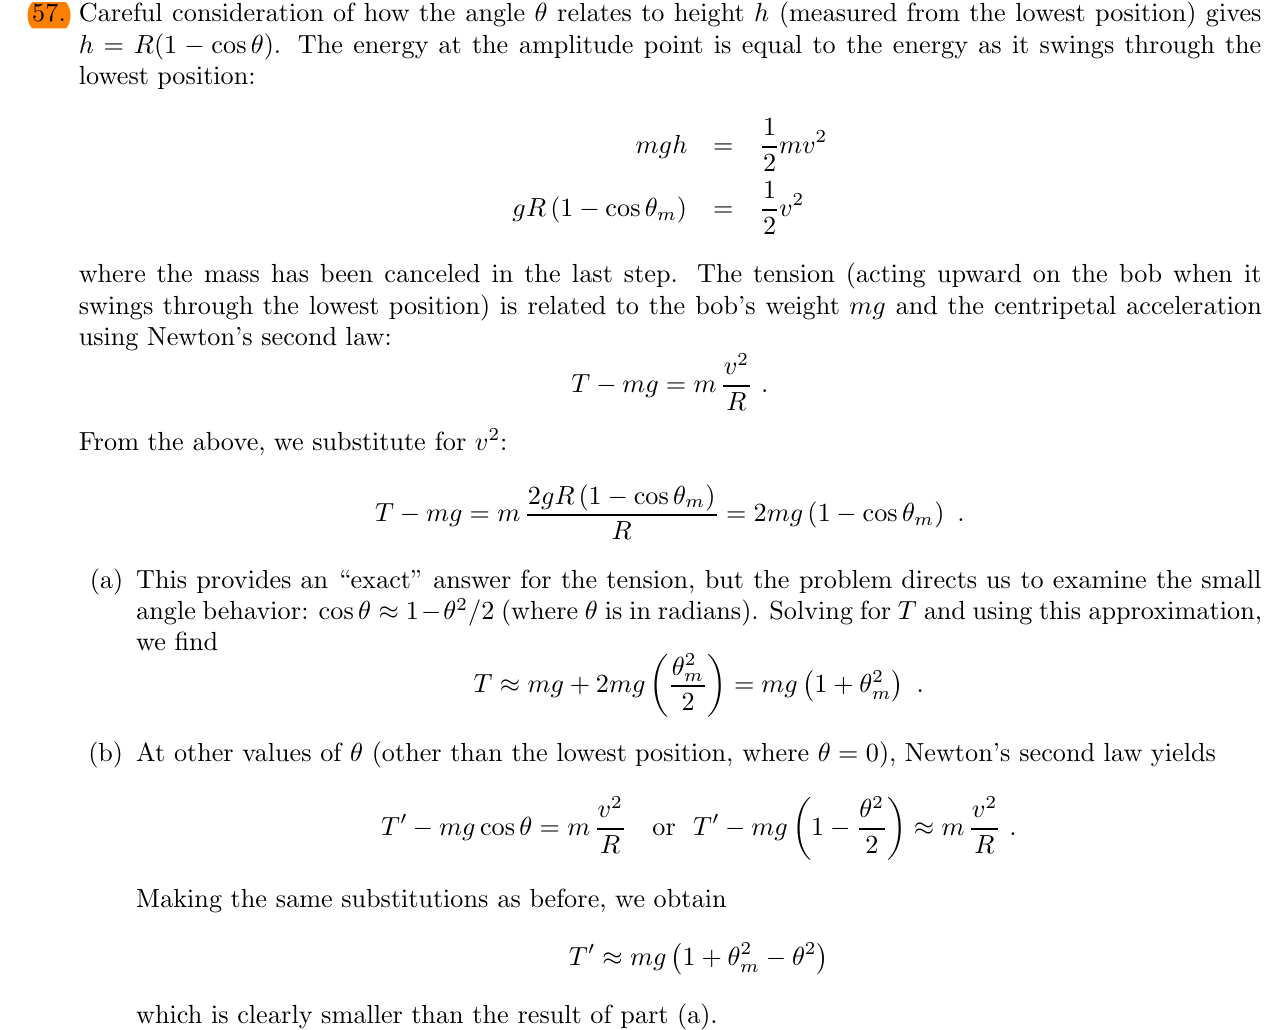 57. Careful consideration of how the angle θ relates to height h (measured from the lowest position) gives
h = R(1 − cos θ). The energy at the amplitude point is equal to the energy as it swings through the
lowest position:
mgh = 1/2 mv²
gR (1 − cos θₘ) = 1/2 v²
where the mass has been canceled in the last step. The tension (acting upward on the bob when it
swings through the lowest position) is related to the bob's weight mg and the centripetal acceleration
using Newton's second law:
T − mg = m v²/R .
From the above, we substitute for v²:
T − mg = m 2gR (1 − cos θₘ)/R = 2mg (1 − cos θₘ) .
(a) This provides an “exact” answer for the tension, but the problem directs us to examine the small
angle behavior: cos θ ≈ 1−θ²/2 (where θ is in radians). Solving for T and using this approximation,
we find
T ≈ mg + 2mg (θₘ²/2) = mg (1 + θₘ²) .
(b) At other values of θ (other than the lowest position, where θ = 0), Newton's second law yields
T′ − mg cos θ = m v²/R or T′ − mg (1 − θ²/2) ≈ m v²/R .
Making the same substitutions as before, we obtain
T′ ≈ mg (1 + θₘ² − θ²)
which is clearly smaller than the result of part (a).